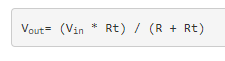 Vout= (Vin * Rt) / (R + Rt)